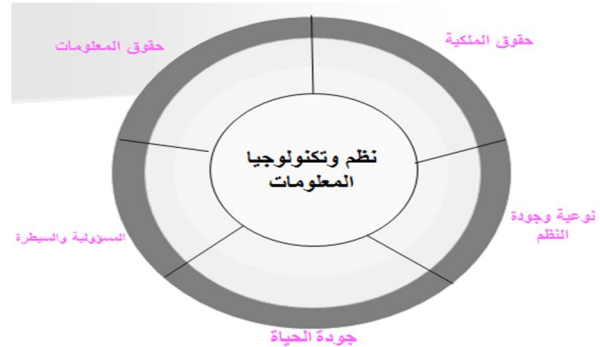 حقوق الملكية
حقوق المعلومات
نظم وتكنولوجيا
المعلومات
نوعية وجودة
النظم
المسؤولية والسيطرة
جودة الحياة